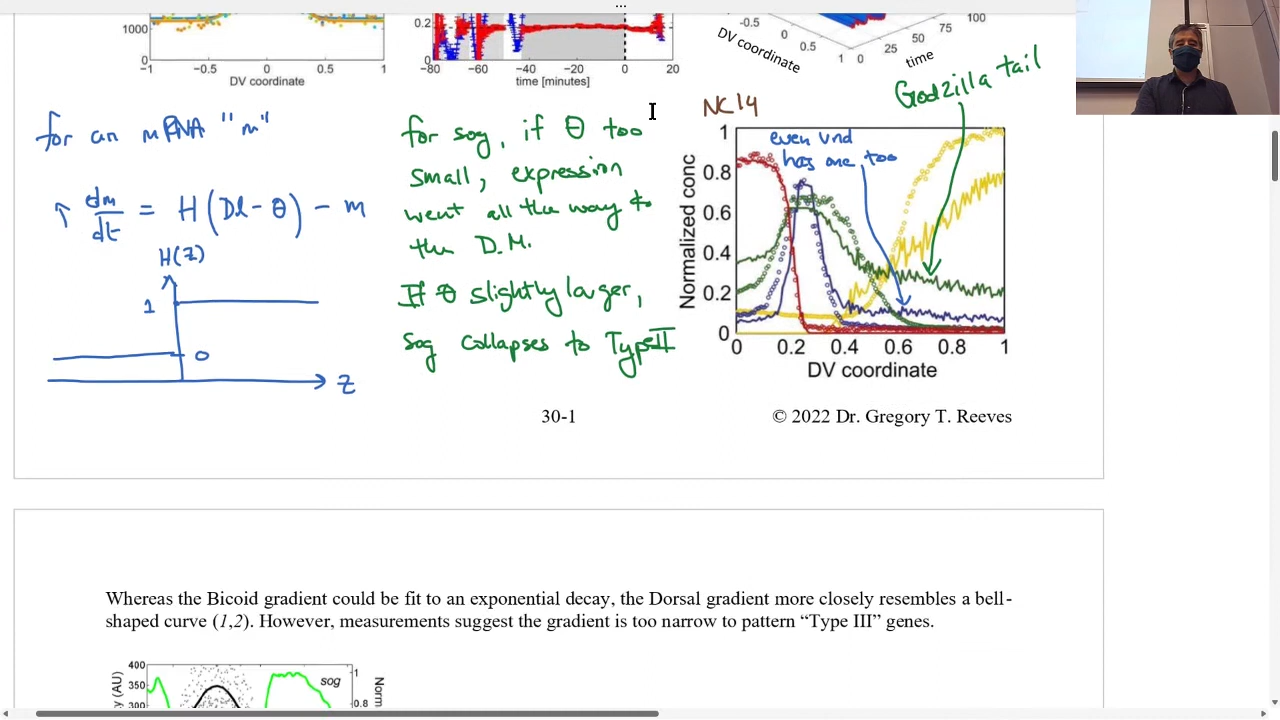 1000
0
-1
−0.5
0
0.5
1
DV coordinate
0.2
0
−80
−60
−40
−20
0
20
time [minutes]
-0.5
0
0.5
1
DV coordinate
0
25
50
75
100
time
for an mRNA "m"
τ dm/dt = H(Dl - θ) - m
H(z)
1
0
z
for sog, if θ too
small, expression
went all the way to
the D.M.
If θ slightly larger,
sog collapses to Type II
NC14
Godzilla tail
even vnd
has one too
Normalized conc
1
0.8
0.6
0.4
0.2
0
0
0.2
0.4
0.6
0.8
1
DV coordinate
30-1
© 2022 Dr. Gregory T. Reeves
Whereas the Bicoid gradient could be fit to an exponential decay, the Dorsal gradient more closely resembles a bell-
shaped curve (1,2). However, measurements suggest the gradient is too narrow to pattern “Type III” genes.
400
350
300
y (AU)
sog
1
0.8
Norm